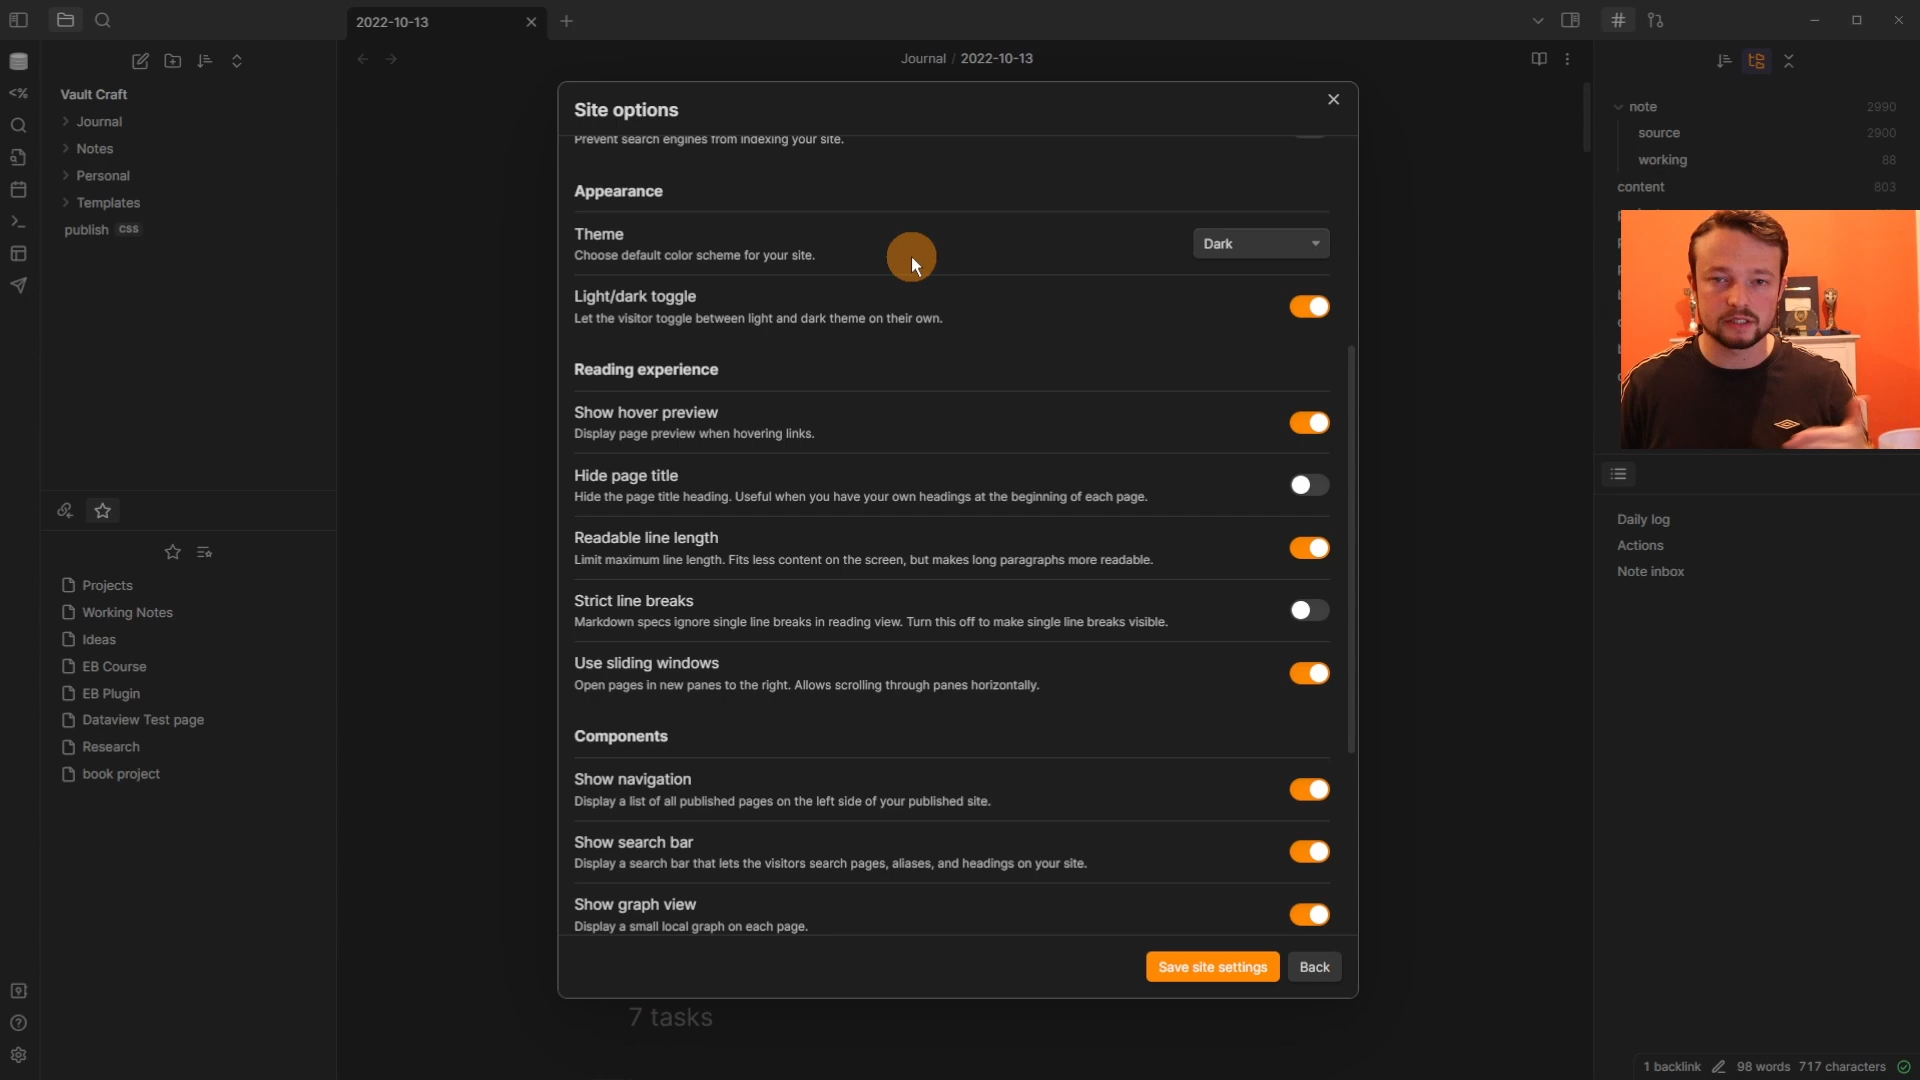 2022-10-13
Journal / 2022-10-13
Vault Craft
Journal
Notes
Personal
Templates
publish CSS
Projects
Working Notes
Ideas
EB Course
EB Plugin
Dataview Test page
Research
book project
Site options
Prevent search engines from indexing your site.
Appearance
Theme
Choose default color scheme for your site.
Dark
Light/dark toggle
Let the visitor toggle between light and dark theme on their own.
Reading experience
Show hover preview
Display page preview when hovering links.
Hide page title
Hide the page title heading. Useful when you have your own headings at the beginning of each page.
Readable line length
Limit maximum line length. Fits less content on the screen, but makes long paragraphs more readable.
Strict line breaks
Markdown specs ignore single line breaks in reading view. Turn this off to make single line breaks visible.
Use sliding windows
Open pages in new panes to the right. Allows scrolling through panes horizontally.
Components
Show navigation
Display a list of all published pages on the left side of your published site.
Show search bar
Display a search bar that lets the visitors search pages, aliases, and headings on your site.
Show graph view
Display a small local graph on each page.
Save site settings
Back
7 tasks
note 2990
source 2900
working 88
content 803
Daily log
Actions
Note inbox
1 backlink 98 words 717 characters